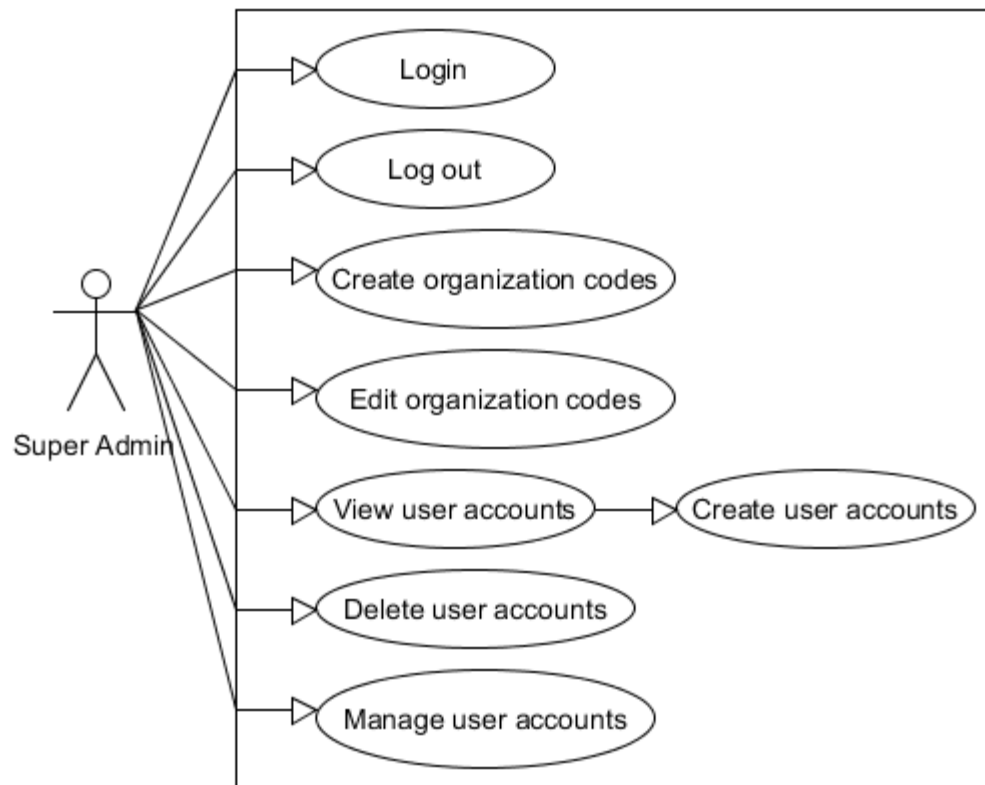 Login
Log out
Create organization codes
Edit organization codes
Super Admin
View user accounts
Create user accounts
Delete user accounts
Manage user accounts